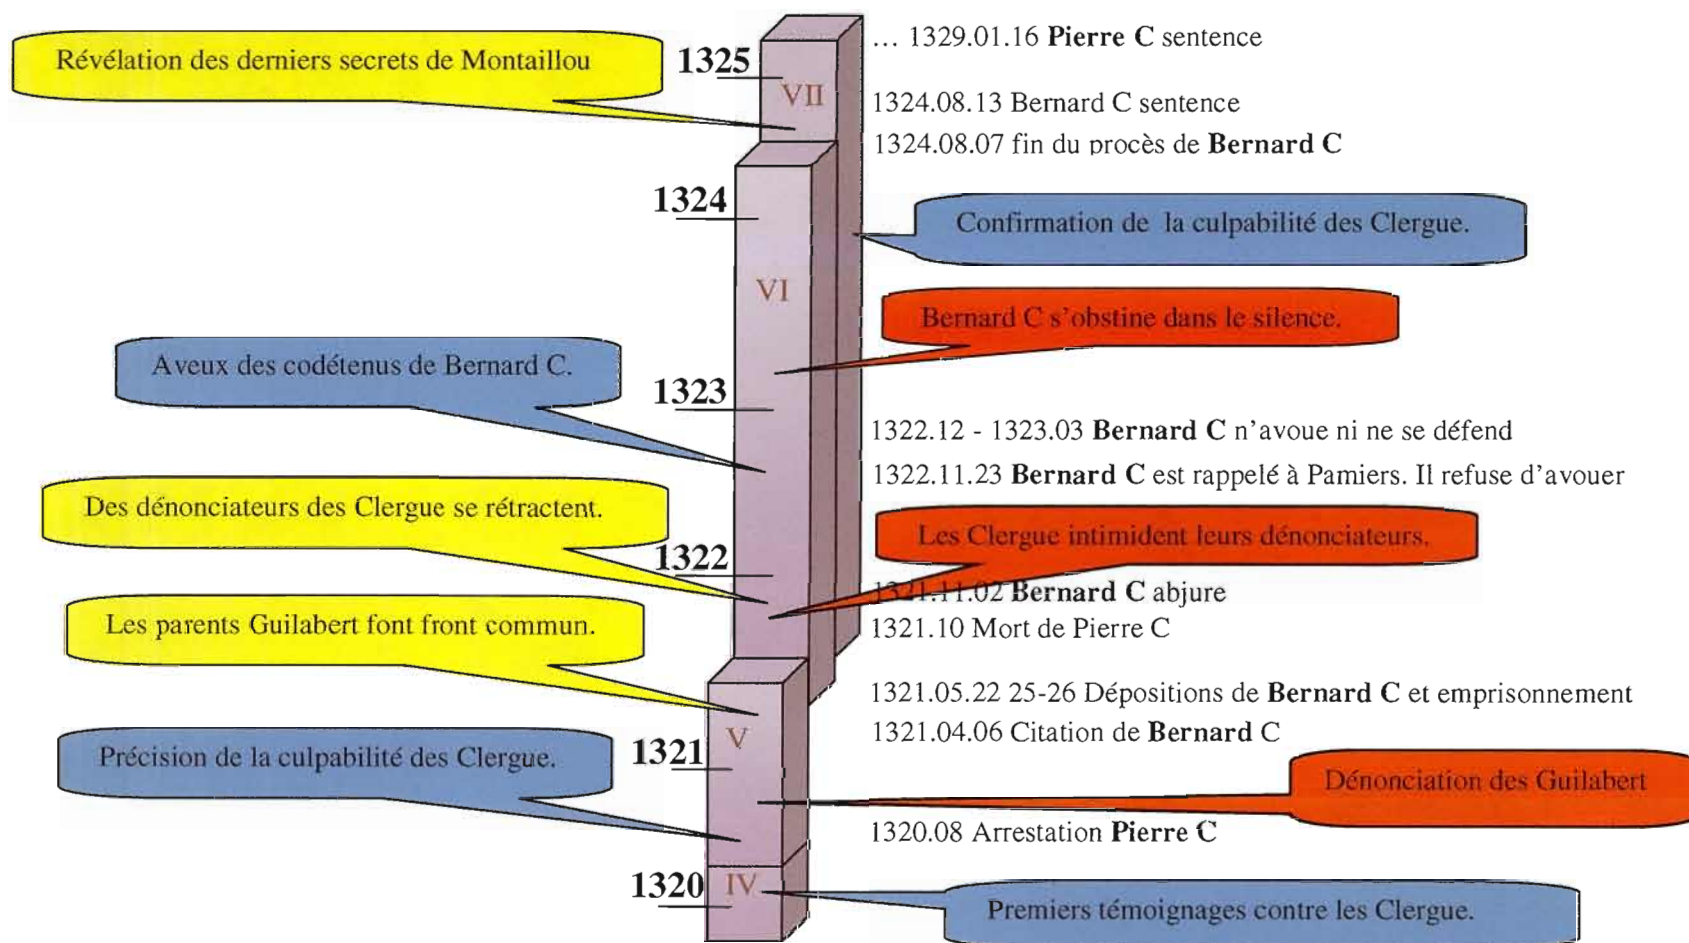 ... 1329.01.16 Pierre C sentence
Révélation des derniers secrets de Montaillou
1325
VII
1324.08.13 Bernard C sentence
1324.08.07 fin du procès de Bernard C
1324
Confirmation de la culpabilité des Clergue.
VI
Bernard C s'obstine dans le silence.
Aveux des codétenus de Bernard C.
1323
1322.12 - 1323.03 Bernard C n'avoue ni ne se défend
1322.11.23 Bernard C est rappelé à Pamiers. Il refuse d'avouer
Des dénonciateurs des Clergue se rétractent.
Les Clergue intimident leurs dénonciateurs.
1322
1321.11.02 Bernard C abjure
Les parents Guilabert font front commun.
1321.10 Mort de Pierre C
1321.05.22 25-26 Dépositions de Bernard C et emprisonnement
1321.04.06 Citation de Bernard C
V
Précision de la culpabilité des Clergue.
1321
Dénonciation des Guilabert
1320.08 Arrestation Pierre C
1320
IV
Premiers témoignages contre les Clergue.